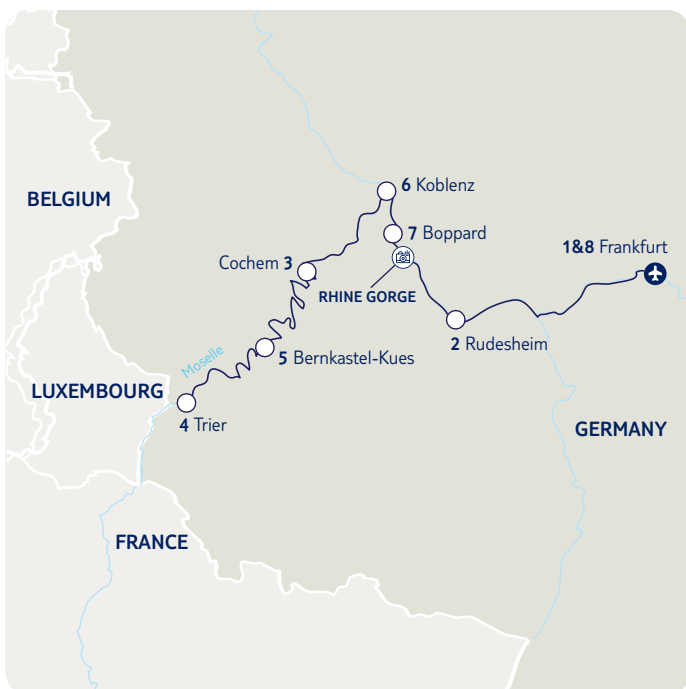 6 Koblenz
BELGIUM
7 Boppard
1&8 Frankfurt
Cochem 3
RHINE GORGE
2 Rudesheim
Moselle
5 Bernkastel-Kues
LUXEMBOURG
4 Trier
GERMANY
FRANCE